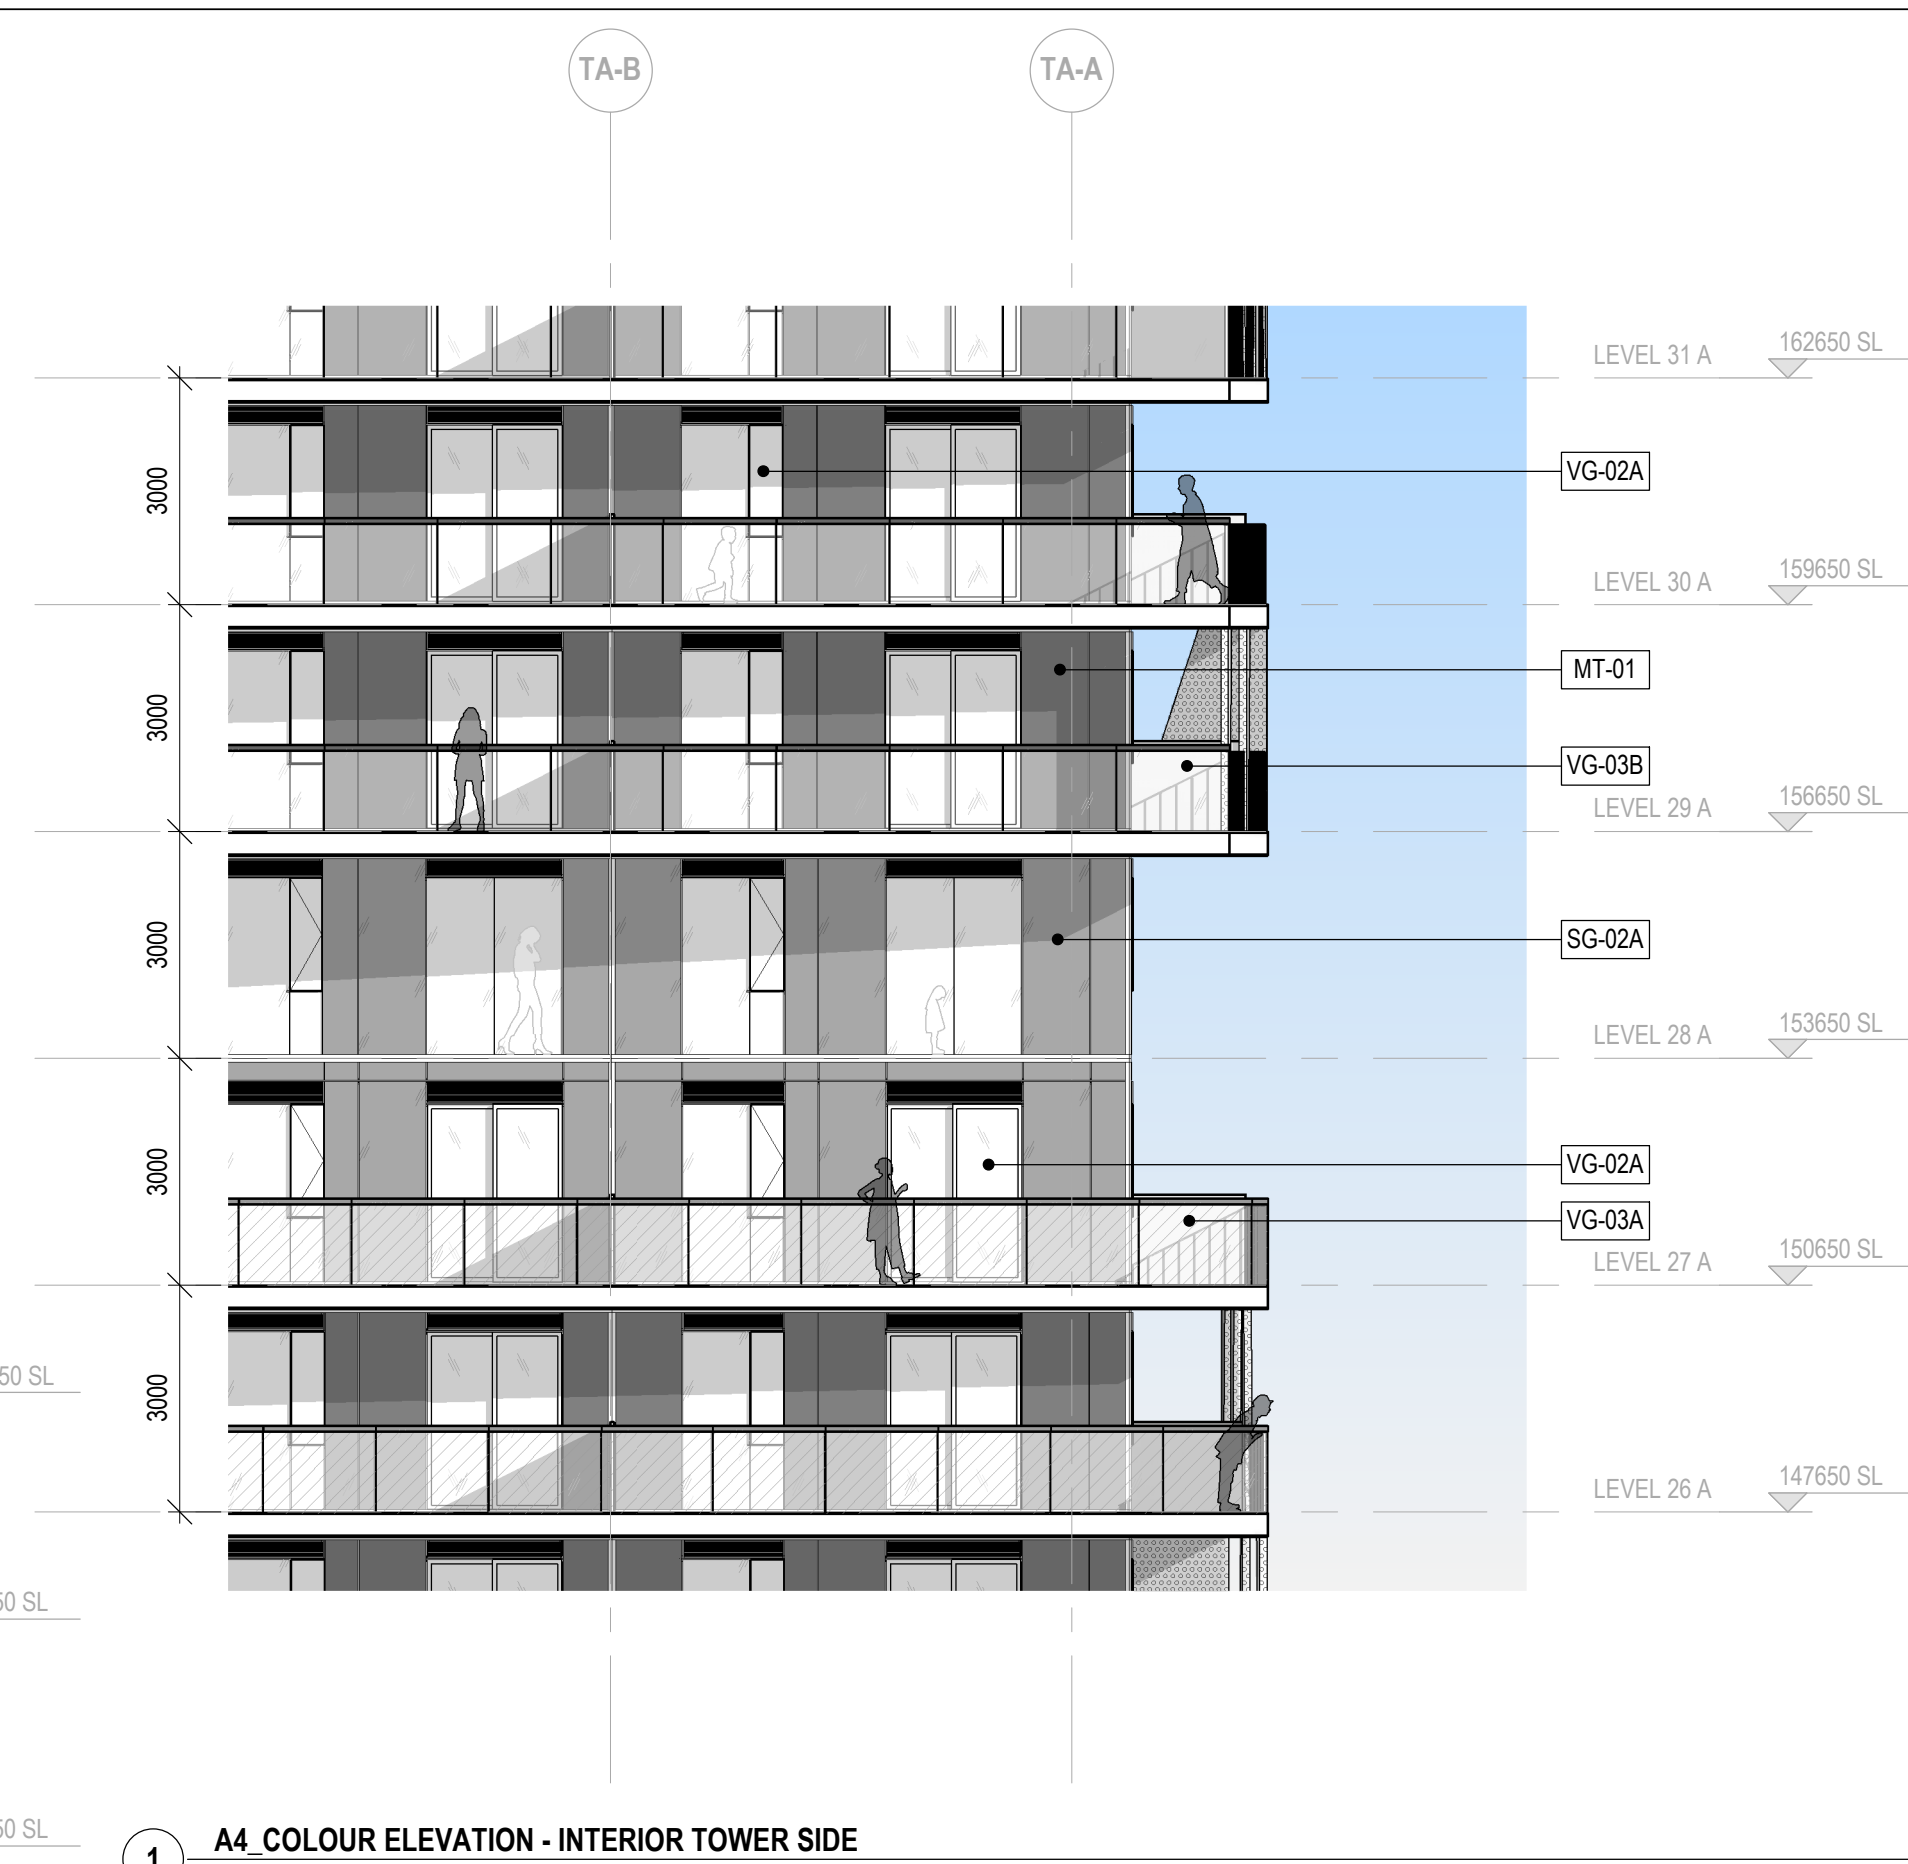 TA-B
TA-A
LEVEL 31 A
162650 SL
3000
VG-02A
LEVEL 30 A
159650 SL
3000
MT-01
VG-03B
LEVEL 29 A
156650 SL
3000
SG-02A
LEVEL 28 A
153650 SL
3000
VG-02A
VG-03A
LEVEL 27 A
150650 SL
50 SL
3000
LEVEL 26 A
147650 SL
50 SL
50 SL
1
A4_COLOUR ELEVATION - INTERIOR TOWER SIDE